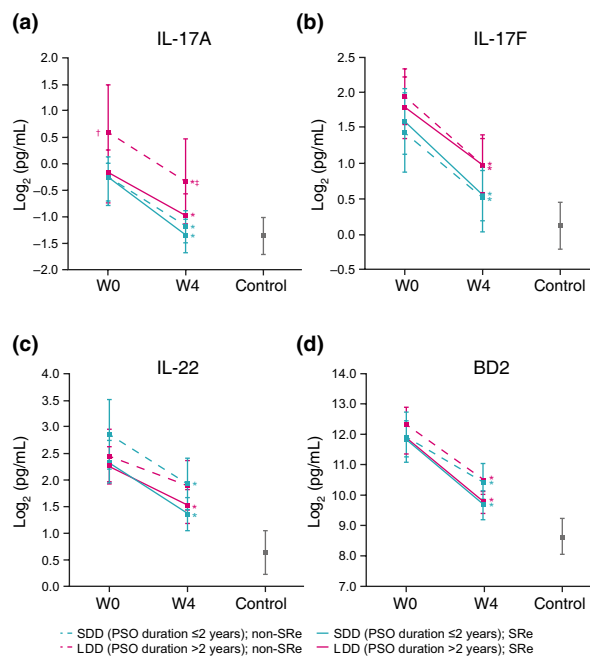 (a)
IL-17A
Log2 (pg/mL)
2.0
1.5
1.0
0.5
0.0
−0.5
−1.0
−1.5
−2.0
†
*‡
*
*
*
W0
W4
Control
(b)
IL-17F
Log2 (pg/mL)
2.5
2.0
1.5
1.0
0.5
0.0
−0.5
*
*
*
*
W0
W4
Control
(c)
IL-22
Log2 (pg/mL)
4.0
3.5
3.0
2.5
2.0
1.5
1.0
0.5
0.0
*
*
*
W0
W4
Control
(d)
BD2
Log2 (pg/mL)
14.0
13.0
12.0
11.0
10.0
9.0
8.0
7.0
*
*
*
*
W0
W4
Control
SDD (PSO duration ≤2 years); non-SRe
SDD (PSO duration ≤2 years); SRe
LDD (PSO duration >2 years); non-SRe
LDD (PSO duration >2 years); SRe